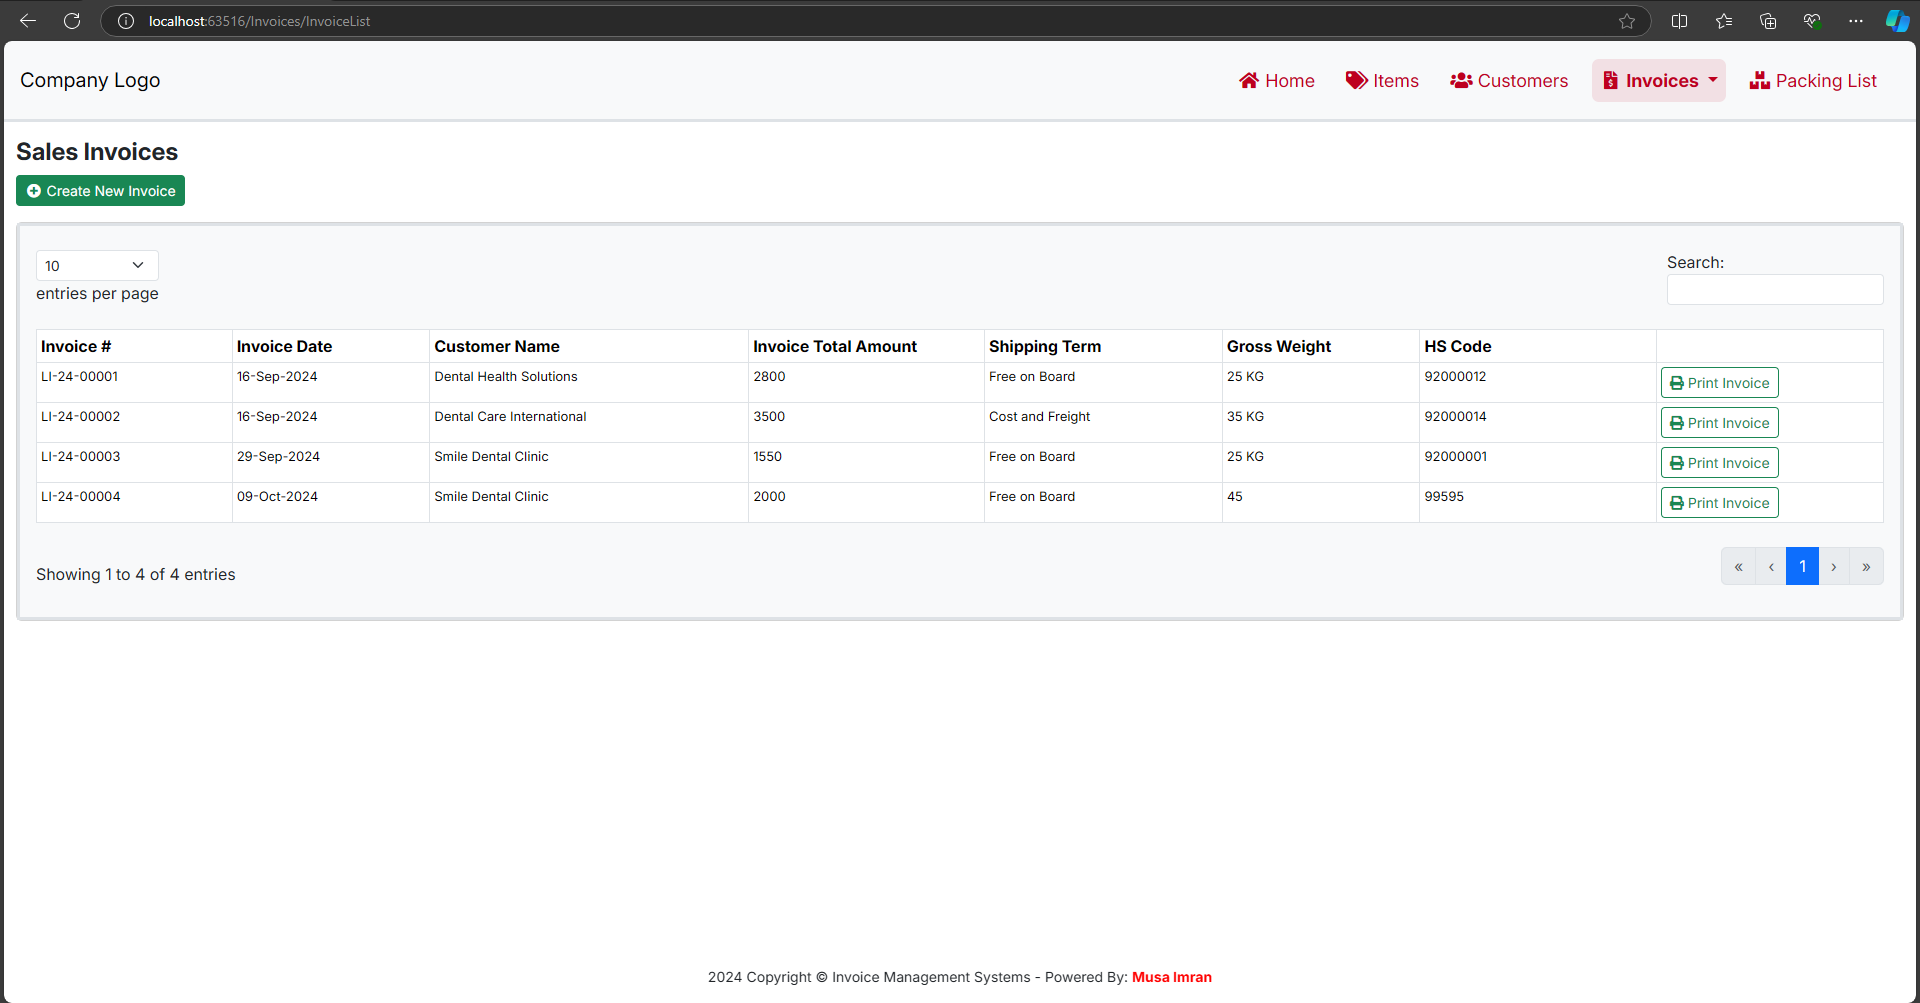 localhost:63516/Invoices/InvoiceList
Company Logo
Home Items Customers Invoices Packing List
Sales Invoices
Create New Invoice
10
entries per page
Search:
Invoice # Invoice Date Customer Name Invoice Total Amount Shipping Term Gross Weight HS Code
LI-24-00001 16-Sep-2024 Dental Health Solutions 2800 Free on Board 25 KG 92000012 Print Invoice
LI-24-00002 16-Sep-2024 Dental Care International 3500 Cost and Freight 35 KG 92000014 Print Invoice
LI-24-00003 29-Sep-2024 Smile Dental Clinic 1550 Free on Board 25 KG 92000001 Print Invoice
LI-24-00004 09-Oct-2024 Smile Dental Clinic 2000 Free on Board 45 99595 Print Invoice
Showing 1 to 4 of 4 entries
« ‹ 1 › »
2024 Copyright © Invoice Management Systems - Powered By: Musa Imran